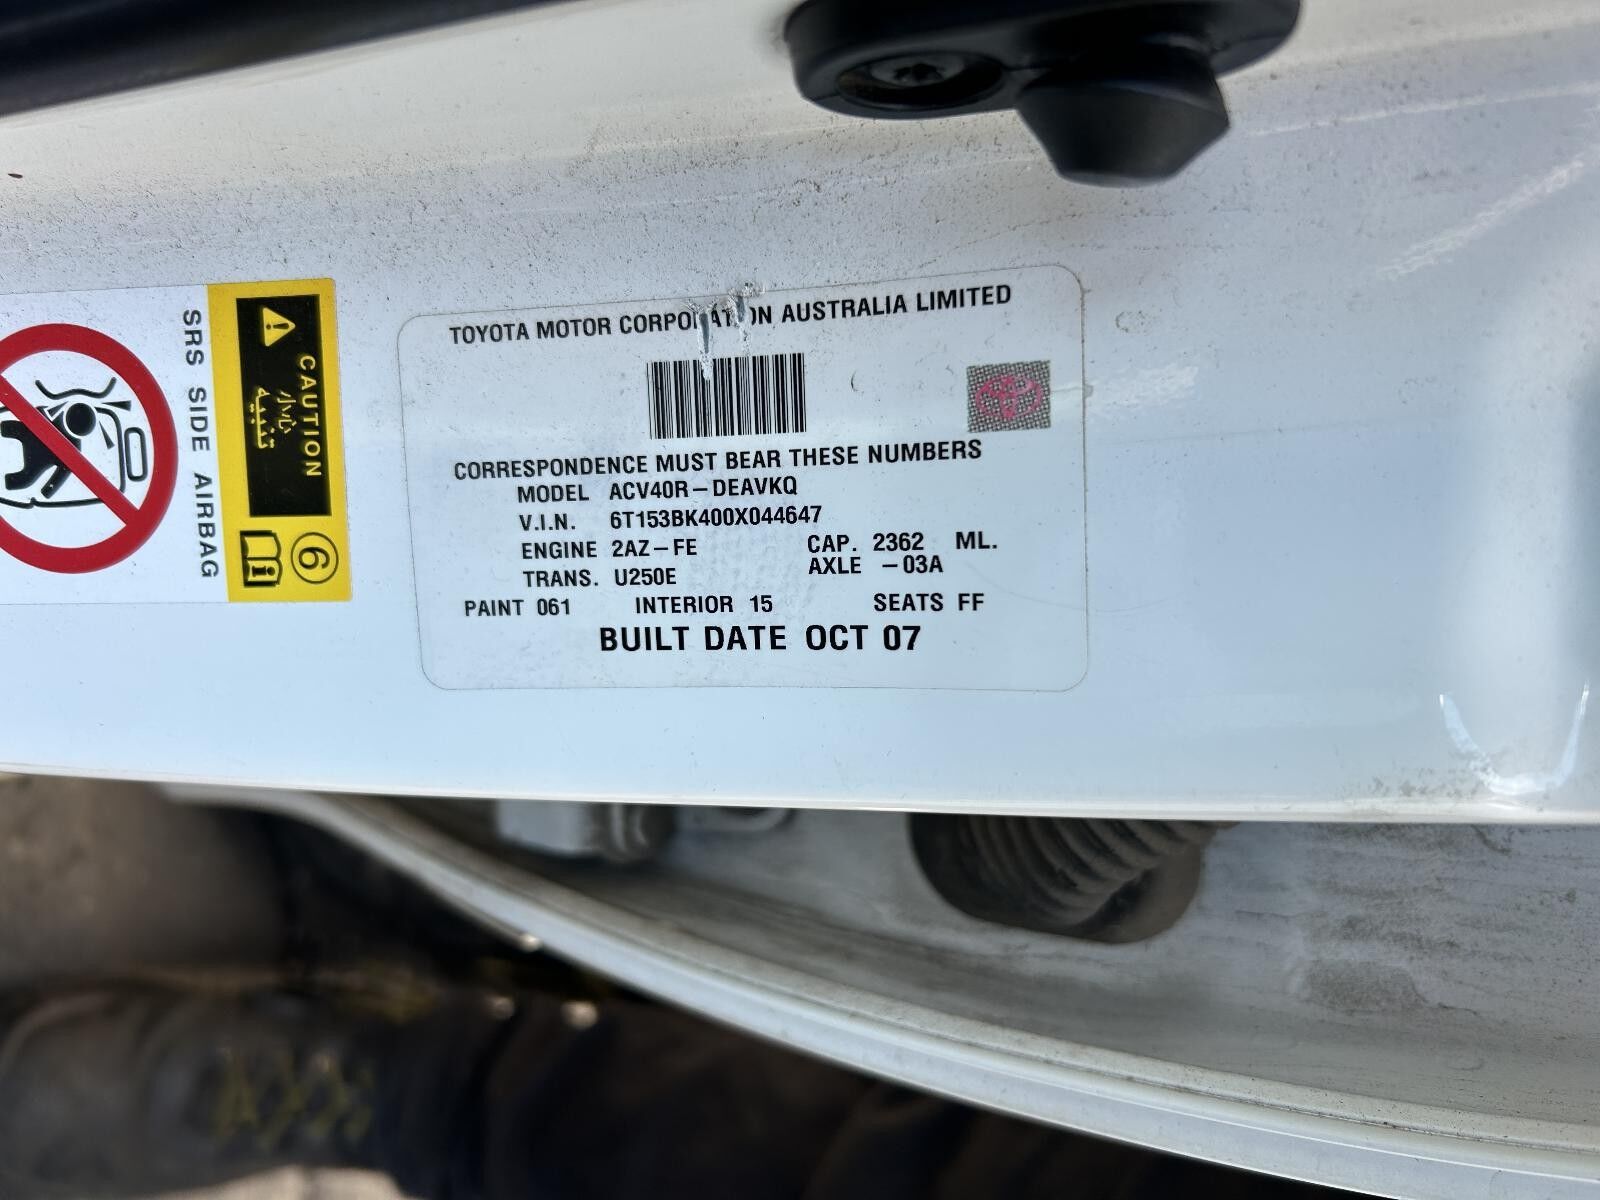 SRS SIDE AIRBAG
CAUTION
تنبيه
6
TOYOTA MOTOR CORPORATION AUSTRALIA LIMITED
CORRESPONDENCE MUST BEAR THESE NUMBERS
MODEL ACV40R-DEAVKQ
V.I.N. 6T153BK400X044647
ENGINE 2AZ-FE CAP. 2362 ML.
TRANS. U250E AXLE -03A
PAINT 061 INTERIOR 15 SEATS FF
BUILT DATE OCT 07